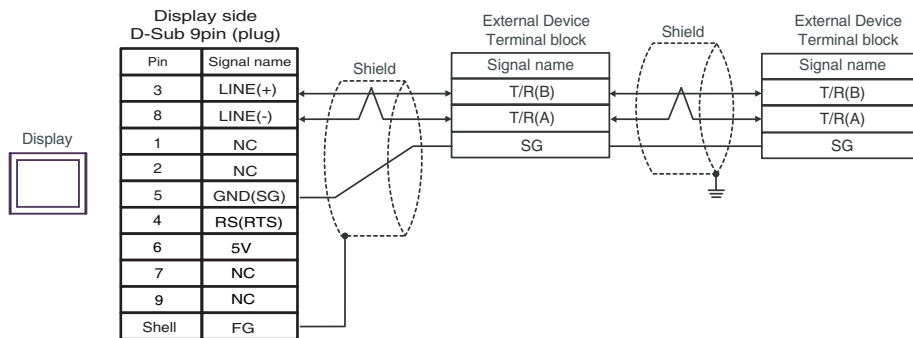 Display side
D-Sub 9pin (plug)
Pin Signal name
3 LINE(+)
8 LINE(-)
1 NC
2 NC
5 GND(SG)
4 RS(RTS)
6 5V
7 NC
9 NC
Shell FG
Display
Shield
External Device
Terminal block
Signal name
T/R(B)
T/R(A)
SG
Shield
External Device
Terminal block
Signal name
T/R(B)
T/R(A)
SG